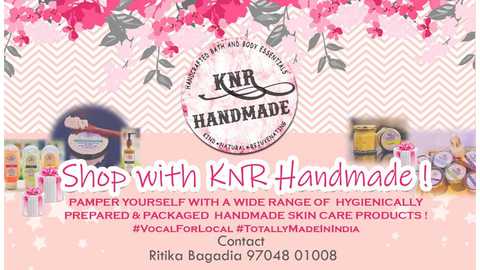 HANDCRAFTED BATH AND BODY ESSENTIALS
KNR
HANDMADE
KIND • NATURAL • REJUVENATING
Shop with KNR Handmade !
PAMPER YOURSELF WITH A WIDE RANGE OF HYGIENICALLY
PREPARED & PACKAGED HANDMADE SKIN CARE PRODUCTS !
#VOCALFORLOCAL #TOTALLYMADEININDIA
Contact
Ritika Bagadia 97048 01008